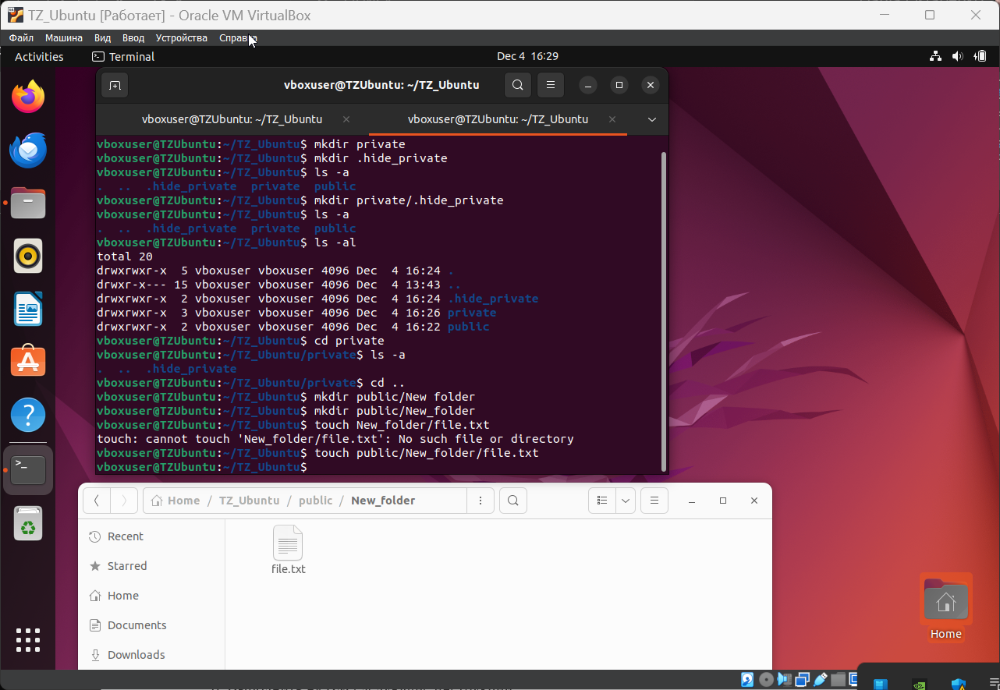 TZ_Ubuntu [Работает] - Oracle VM VirtualBox
Файл Машина Вид Ввод Устройства Справка
Activities Terminal Dec 4 16:29
vboxuser@TZUbuntu: ~/TZ_Ubuntu
vboxuser@TZUbuntu: ~/TZ_Ubuntu vboxuser@TZUbuntu: ~/TZ_Ubuntu
vboxuser@TZUbuntu:~/TZ_Ubuntu$ mkdir private
vboxuser@TZUbuntu:~/TZ_Ubuntu$ mkdir .hide_private
vboxuser@TZUbuntu:~/TZ_Ubuntu$ ls -a
.  ..  .hide_private  private  public
vboxuser@TZUbuntu:~/TZ_Ubuntu$ mkdir private/.hide_private
vboxuser@TZUbuntu:~/TZ_Ubuntu$ ls -a
.  ..  .hide_private  private  public
vboxuser@TZUbuntu:~/TZ_Ubuntu$ ls -al
total 20
drwxrwxr-x  5 vboxuser vboxuser 4096 Dec  4 16:24 .
drwxr-x--- 15 vboxuser vboxuser 4096 Dec  4 13:43 ..
drwxrwxr-x  2 vboxuser vboxuser 4096 Dec  4 16:24 .hide_private
drwxrwxr-x  3 vboxuser vboxuser 4096 Dec  4 16:26 private
drwxrwxr-x  2 vboxuser vboxuser 4096 Dec  4 16:22 public
vboxuser@TZUbuntu:~/TZ_Ubuntu$ cd private
vboxuser@TZUbuntu:~/TZ_Ubuntu/private$ ls -a
.  ..  .hide_private
vboxuser@TZUbuntu:~/TZ_Ubuntu/private$ cd ..
vboxuser@TZUbuntu:~/TZ_Ubuntu$ mkdir public/New folder
vboxuser@TZUbuntu:~/TZ_Ubuntu$ mkdir public/New_folder
vboxuser@TZUbuntu:~/TZ_Ubuntu$ touch New_folder/file.txt
touch: cannot touch 'New_folder/file.txt': No such file or directory
vboxuser@TZUbuntu:~/TZ_Ubuntu$ touch public/New_folder/file.txt
vboxuser@TZUbuntu:~/TZ_Ubuntu$
Home / TZ_Ubuntu / public / New_folder
Recent
Starred
Home
Documents
Downloads
file.txt
Home